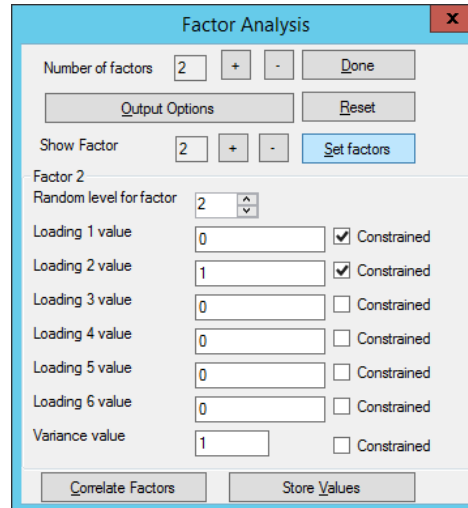 Factor Analysis
x
Number of factors 2 + - Done
Output Options Reset
Show Factor 2 + - Set factors
Factor 2
Random level for factor 2
Loading 1 value 0 Constrained
Loading 2 value 1 Constrained
Loading 3 value 0 Constrained
Loading 4 value 0 Constrained
Loading 5 value 0 Constrained
Loading 6 value 0 Constrained
Variance value 1 Constrained
Correlate Factors Store Values